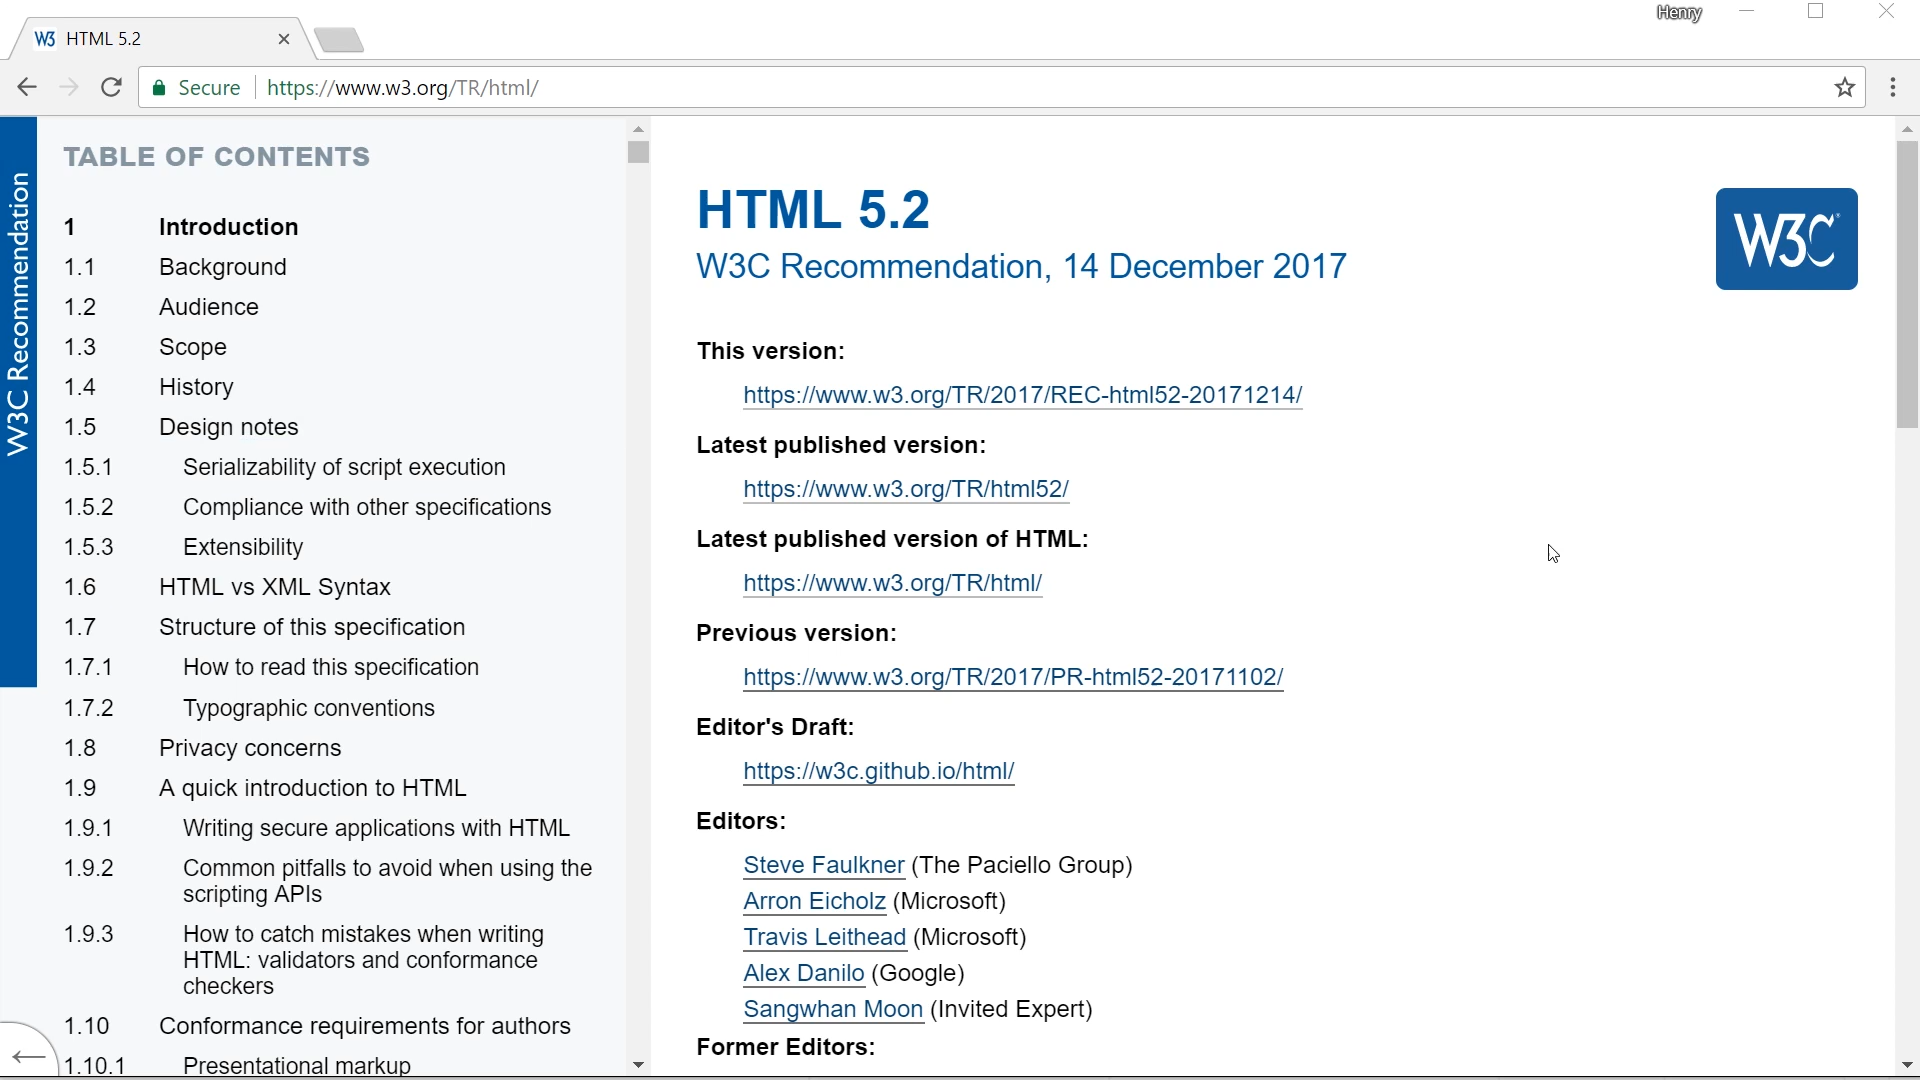 Henry
W3 HTML 5.2
Secure https://www.w3.org/TR/html/
W3C Recommendation
TABLE OF CONTENTS
1 Introduction
1.1 Background
1.2 Audience
1.3 Scope
1.4 History
1.5 Design notes
1.5.1 Serializability of script execution
1.5.2 Compliance with other specifications
1.5.3 Extensibility
1.6 HTML vs XML Syntax
1.7 Structure of this specification
1.7.1 How to read this specification
1.7.2 Typographic conventions
1.8 Privacy concerns
1.9 A quick introduction to HTML
1.9.1 Writing secure applications with HTML
1.9.2 Common pitfalls to avoid when using the
scripting APIs
1.9.3 How to catch mistakes when writing
HTML: validators and conformance
checkers
1.10 Conformance requirements for authors
1.10.1 Presentational markup
HTML 5.2
W3C Recommendation, 14 December 2017
W3C®
This version:
https://www.w3.org/TR/2017/REC-html52-20171214/
Latest published version:
https://www.w3.org/TR/html52/
Latest published version of HTML:
https://www.w3.org/TR/html/
Previous version:
https://www.w3.org/TR/2017/PR-html52-20171102/
Editor's Draft:
https://w3c.github.io/html/
Editors:
Steve Faulkner (The Paciello Group)
Arron Eicholz (Microsoft)
Travis Leithead (Microsoft)
Alex Danilo (Google)
Sangwhan Moon (Invited Expert)
Former Editors: